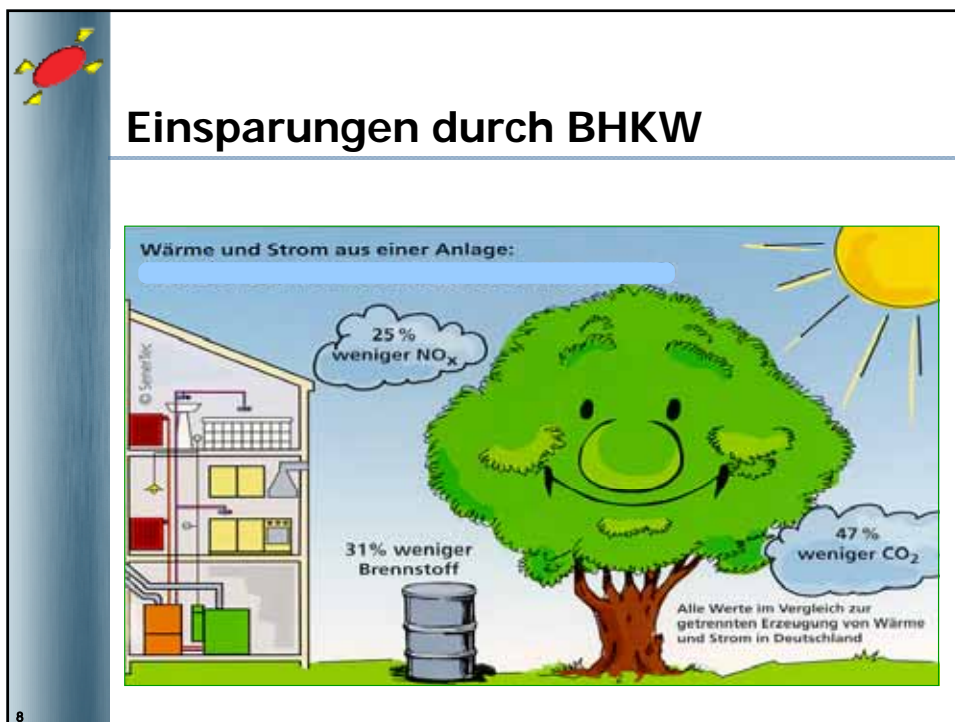 Einsparungen durch BHKW
Wärme und Strom aus einer Anlage:
© SenerTec
25 %
weniger NOx
31% weniger
Brennstoff
47 %
weniger CO2
Alle Werte im Vergleich zur
getrennten Erzeugung von Wärme
und Strom in Deutschland
8